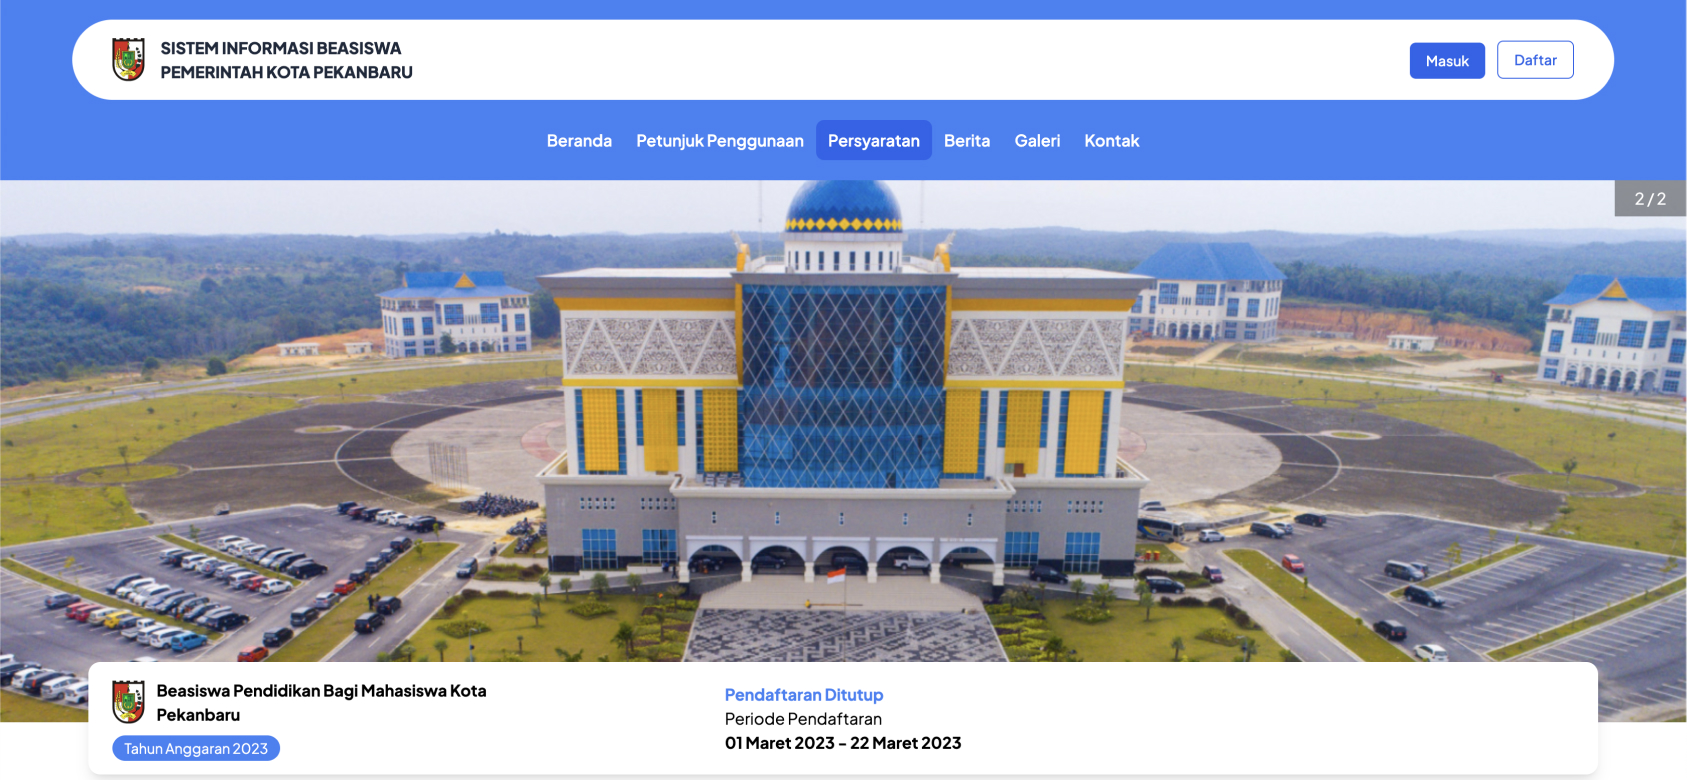 SISTEM INFORMASI BEASISWA
PEMERINTAH KOTA PEKANBARU
Masuk
Daftar
Beranda
Petunjuk Penggunaan
Persyaratan
Berita
Galeri
Kontak
2 / 2
Beasiswa Pendidikan Bagi Mahasiswa Kota
Pekanbaru
Tahun Anggaran 2023
Pendaftaran Ditutup
Periode Pendaftaran
01 Maret 2023 - 22 Maret 2023